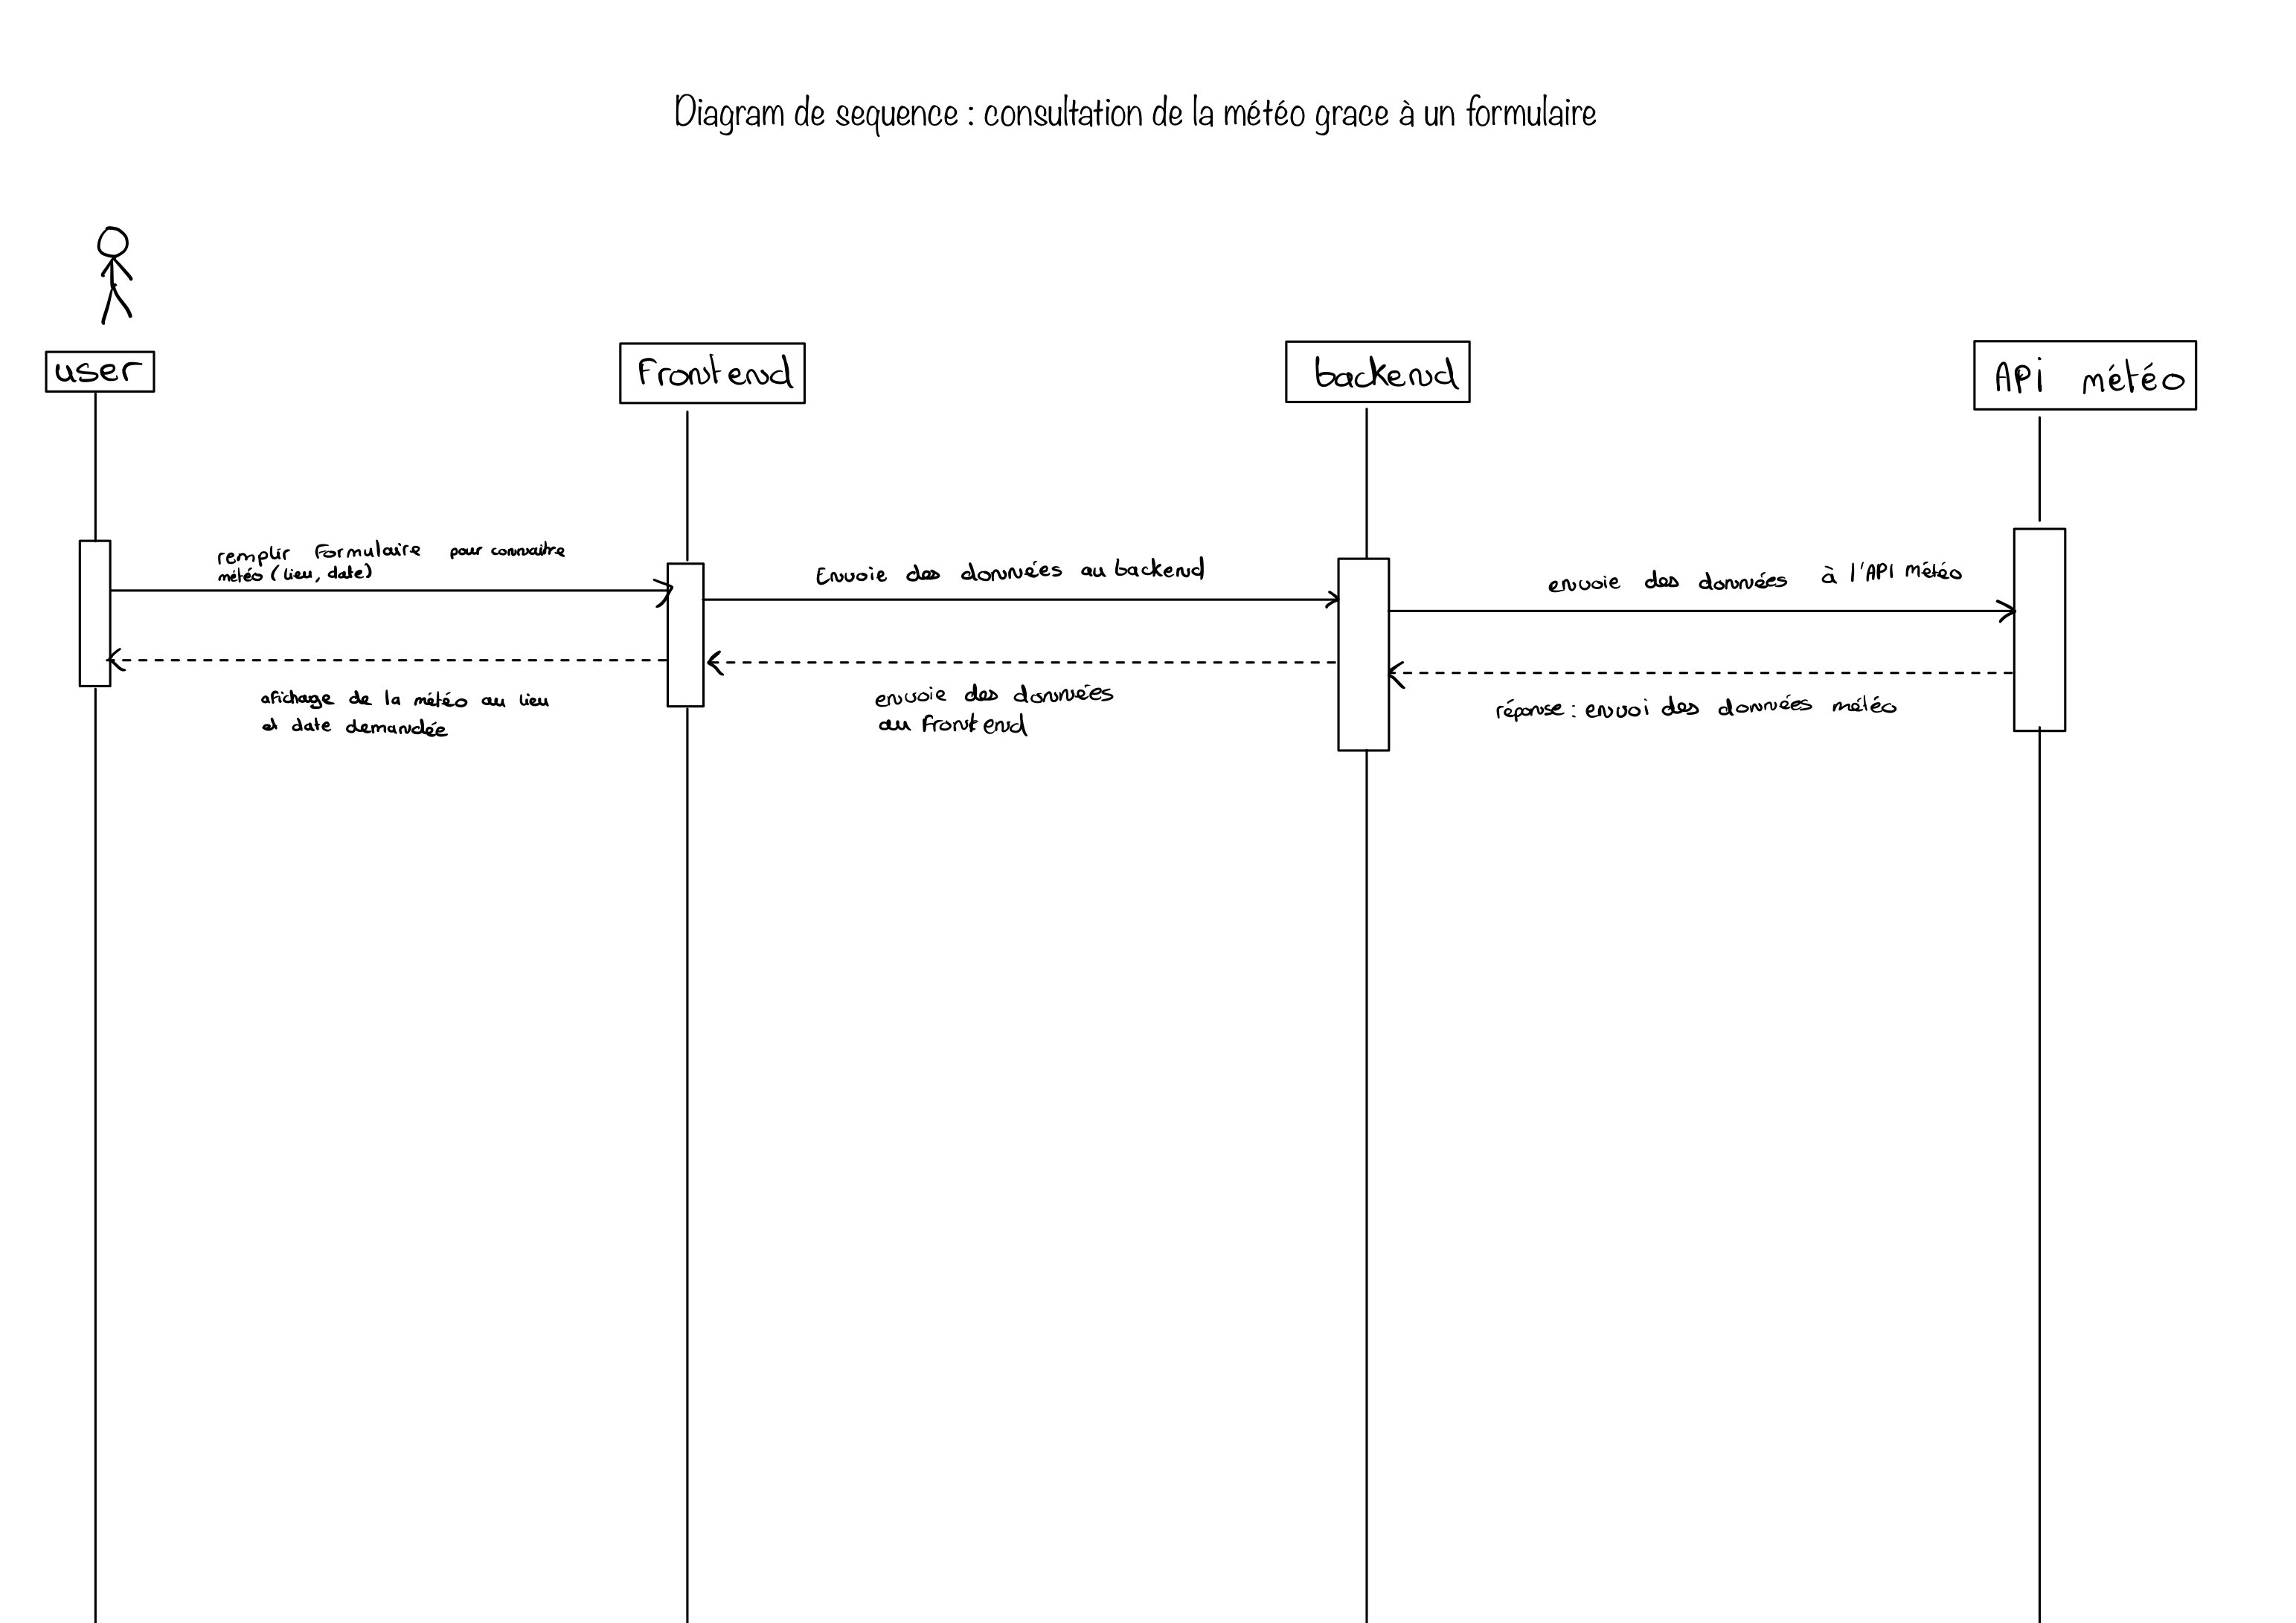 Diagram de sequence : consultation de la météo grace à un formulaire
user
Frontend
backend
APi météo
remplir Formulaire pour connaitre
météo (lieu, date)
Envoie des données au backend
envoie des données à l'API météo
afichage de la météo au lieu
et date demandée
envoie des données
au Frontend
réponse : envoi des données météo